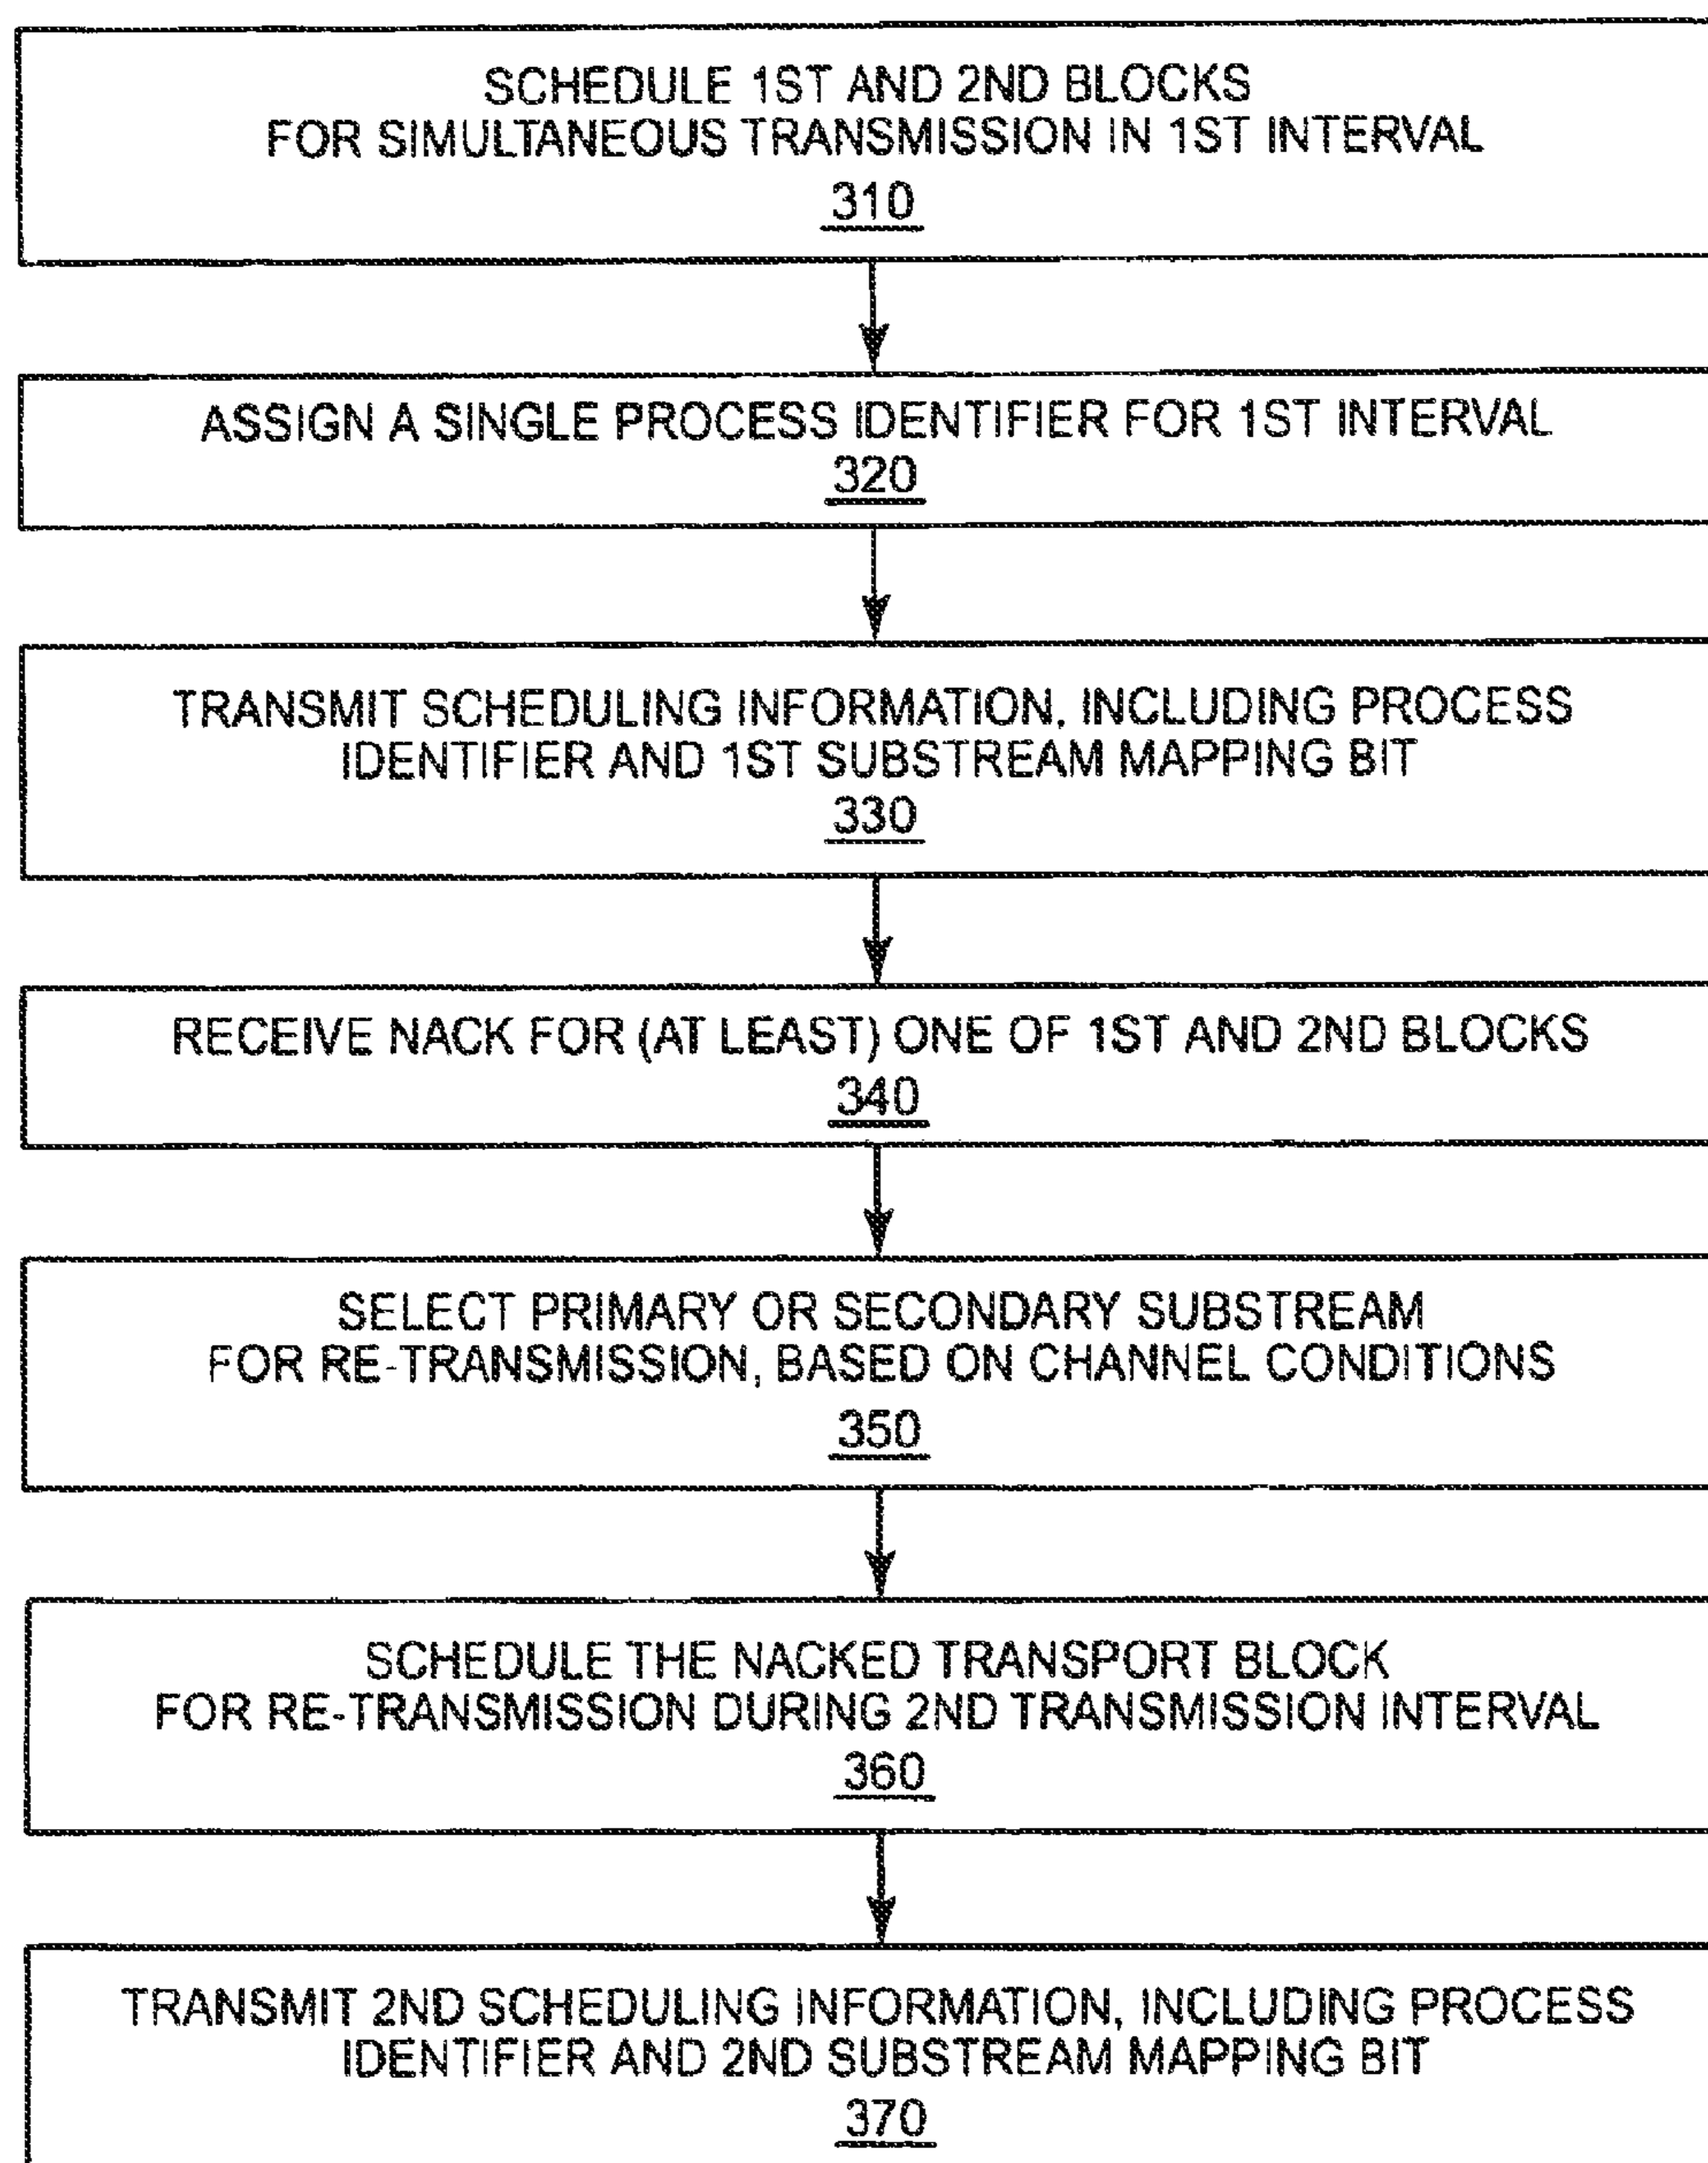 SCHEDULE 1ST AND 2ND BLOCKS
FOR SIMULTANEOUS TRANSMISSION IN 1ST INTERVAL
310
ASSIGN A SINGLE PROCESS IDENTIFIER FOR 1ST INTERVAL
320
TRANSMIT SCHEDULING INFORMATION, INCLUDING PROCESS
IDENTIFIER AND 1ST SUBSTREAM MAPPING BIT
330
RECEIVE NACK FOR (AT LEAST) ONE OF 1ST AND 2ND BLOCKS
340
SELECT PRIMARY OR SECONDARY SUBSTREAM
FOR RE-TRANSMISSION, BASED ON CHANNEL CONDITIONS
350
SCHEDULE THE NACKED TRANSPORT BLOCK
FOR RE-TRANSMISSION DURING 2ND TRANSMISSION INTERVAL
360
TRANSMIT 2ND SCHEDULING INFORMATION, INCLUDING PROCESS
IDENTIFIER AND 2ND SUBSTREAM MAPPING BIT
370